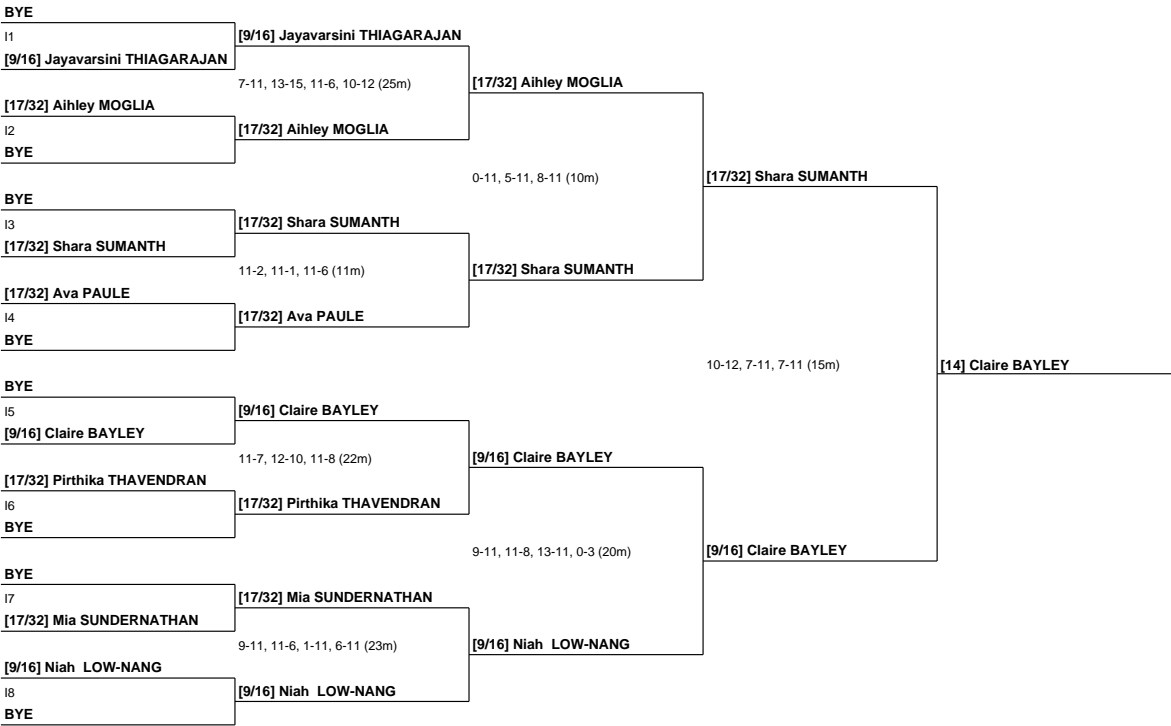 BYE
I1
[9/16] Jayavarsini THIAGARAJAN
[9/16] Jayavarsini THIAGARAJAN
7-11, 13-15, 11-6, 10-12 (25m)
[17/32] Aihley MOGLIA
[17/32] Aihley MOGLIA
I2
[17/32] Aihley MOGLIA
BYE
0-11, 5-11, 8-11 (10m)
[17/32] Shara SUMANTH
BYE
I3
[17/32] Shara SUMANTH
[17/32] Shara SUMANTH
11-2, 11-1, 11-6 (11m)
[17/32] Shara SUMANTH
[17/32] Ava PAULE
I4
[17/32] Ava PAULE
BYE
10-12, 7-11, 7-11 (15m)
[14] Claire BAYLEY
BYE
I5
[9/16] Claire BAYLEY
[9/16] Claire BAYLEY
11-7, 12-10, 11-8 (22m)
[9/16] Claire BAYLEY
[17/32] Pirthika THAVENDRAN
I6
[17/32] Pirthika THAVENDRAN
BYE
9-11, 11-8, 13-11, 0-3 (20m)
[9/16] Claire BAYLEY
BYE
I7
[17/32] Mia SUNDERNATHAN
[17/32] Mia SUNDERNATHAN
9-11, 11-6, 1-11, 6-11 (23m)
[9/16] Niah  LOW-NANG
[9/16] Niah  LOW-NANG
I8
[9/16] Niah  LOW-NANG
BYE